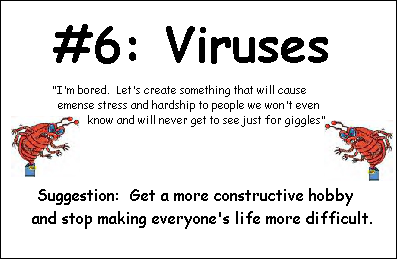 #6: Viruses
"I'm bored. Let's create something that will cause
emense stress and hardship to people we won't even
know and will never get to see just for giggles"
Suggestion: Get a more constructive hobby
and stop making everyone's life more difficult.